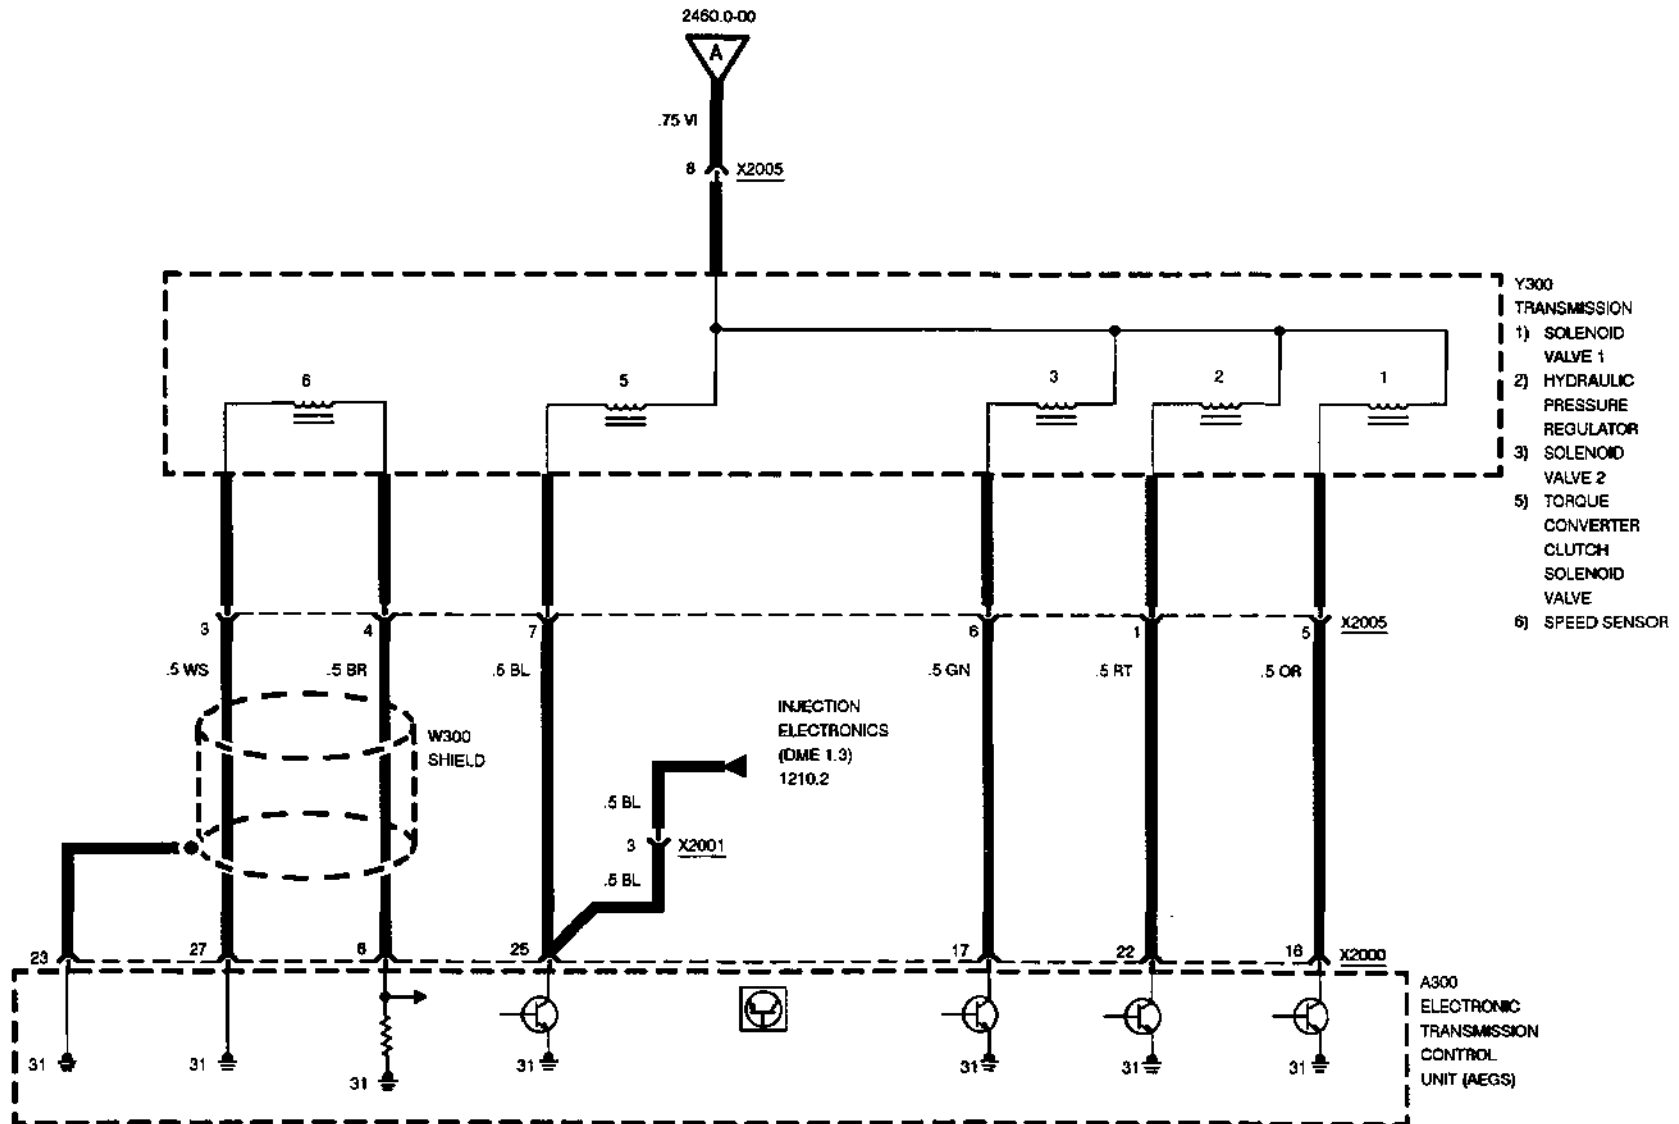 2460.0-00
A
.75 VI
8 X2005
Y300
TRANSMISSION
1) SOLENOID
VALVE 1
2) HYDRAULIC
PRESSURE
REGULATOR
3) SOLENOID
VALVE 2
5) TORQUE
CONVERTER
CLUTCH
SOLENOID
VALVE
6) SPEED SENSOR
6 5 3 2 1
3 4 7 6 1 5 X2005
.5 WS .5 BR .5 BL .5 GN .5 RT .5 OR
W300
SHIELD
INJECTION
ELECTRONICS
(DME 1.3)
1210.2
.5 BL
3 X2001
.5 BL
23 27 8 25 17 22 16 X2000
A300
ELECTRONIC
TRANSMISSION
CONTROL
UNIT (AEGS)
31 31 31 31 31 31 31